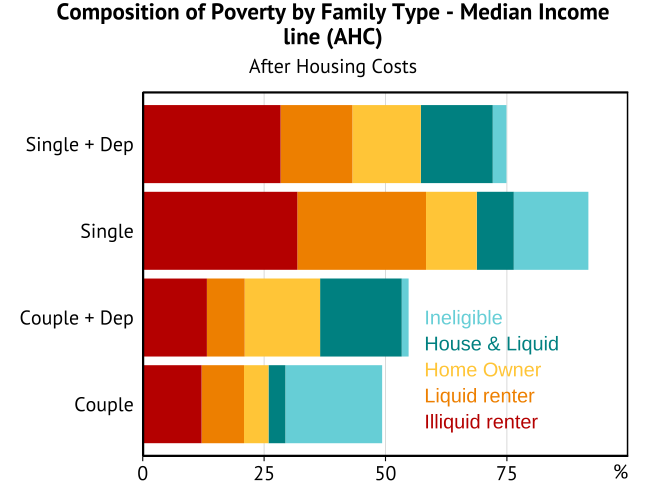 Composition of Poverty by Family Type - Median Income
line (AHC)
After Housing Costs
Single + Dep
Single
Couple + Dep
Couple
Ineligible
House & Liquid
Home Owner
Liquid renter
Illiquid renter
0 25 50 75 %